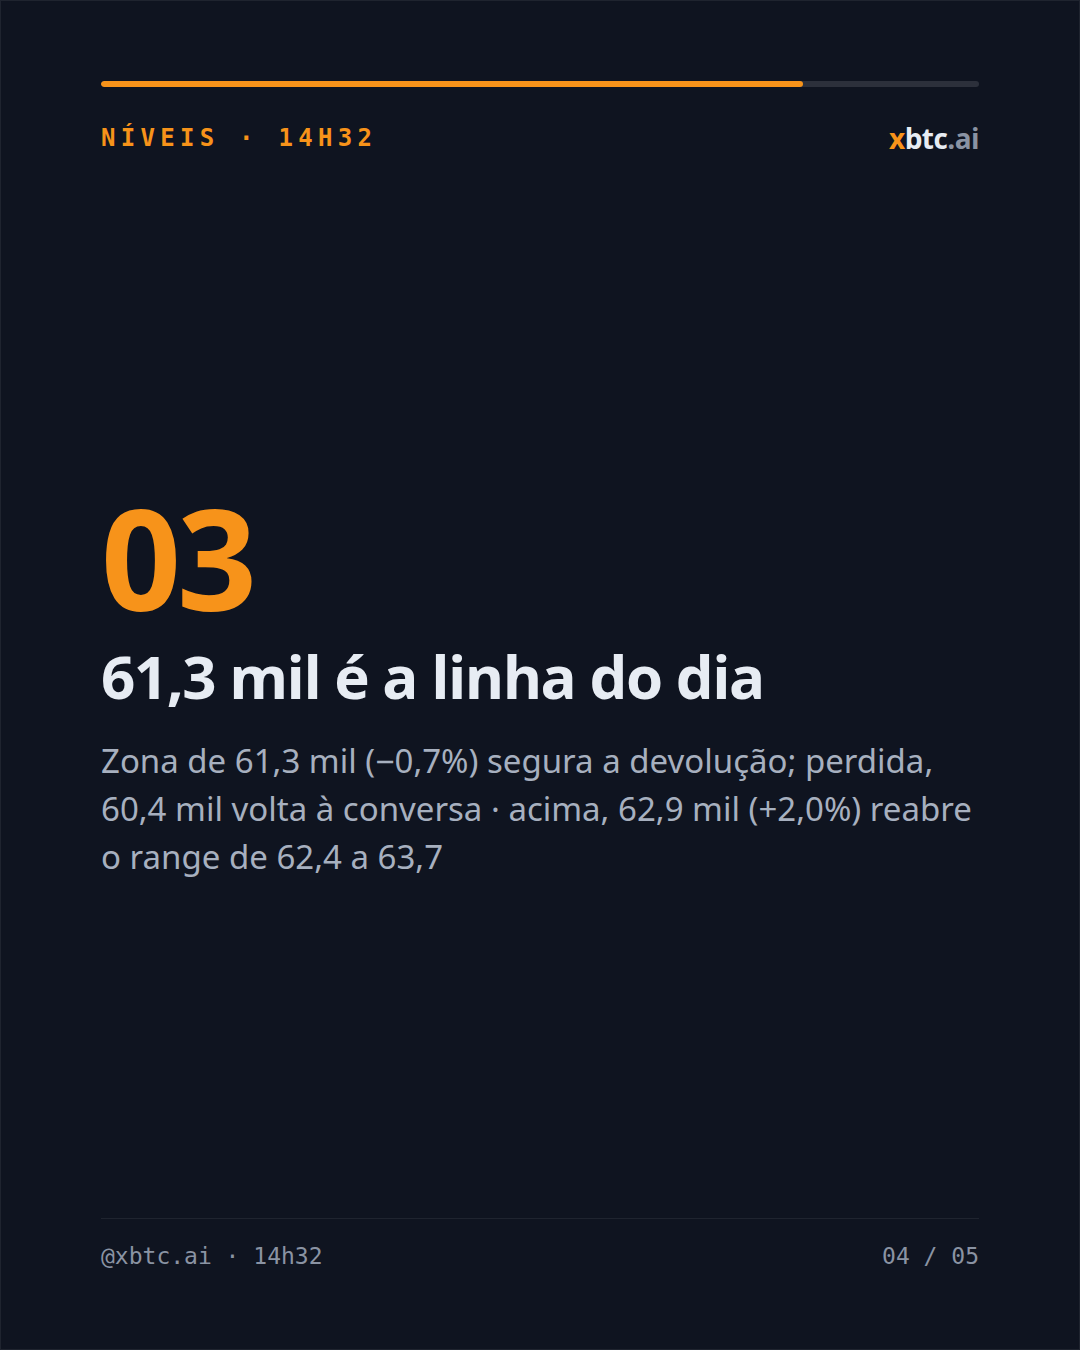 NÍVEIS · 14H32
xbtc.ai
03
61,3 mil é a linha do dia
Zona de 61,3 mil (−0,7%) segura a devolução; perdida,
60,4 mil volta à conversa · acima, 62,9 mil (+2,0%) reabre
o range de 62,4 a 63,7
@xbtc.ai · 14h32
04 / 05